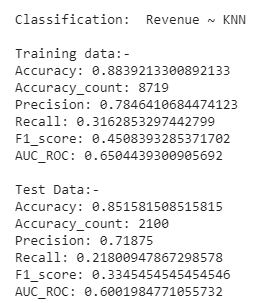 Classification:  Revenue ~ KNN
Training data:-
Accuracy: 0.8839213300892133
Accuracy_count: 8719
Precision: 0.7846410684474123
Recall: 0.3162853297442799
F1_score: 0.4508393285371702
AUC_ROC: 0.6504439300905692
Test Data:-
Accuracy: 0.851581508515815
Accuracy_count: 2100
Precision: 0.71875
Recall: 0.21800947867298578
F1_score: 0.3345454545454546
AUC_ROC: 0.6001984771055732